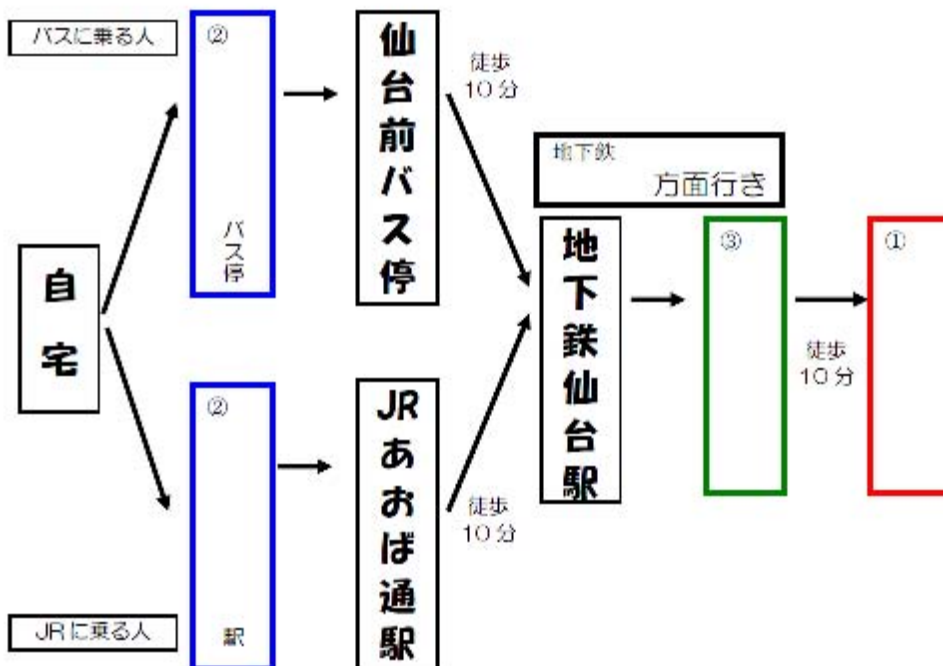 バスに乗る人
②
バス停
仙台前バス停
徒歩
10分
地下鉄
方面行き
自宅
地下鉄仙台駅
③
①
徒歩
10分
②
駅
JRあおば通駅
徒歩
10分
JRに乗る人